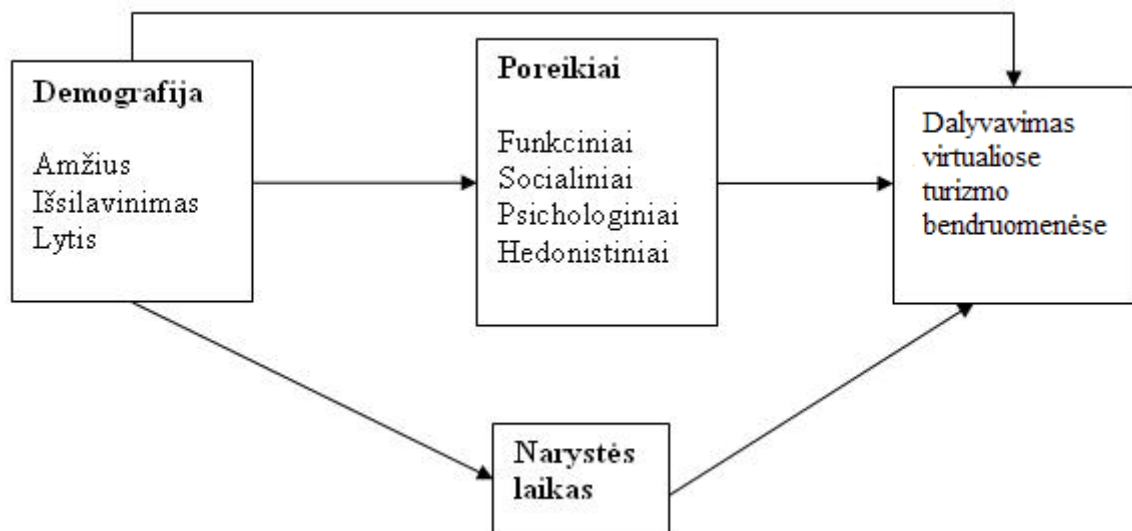 Demografija
Amžius
Išsilavinimas
Lytis
Poreikiai
Funkciniai
Socialiniai
Psichologiniai
Hedonistiniai
Dalyvavimas
virtualiose
turizmo
bendruomenėse
Narystės
laikas